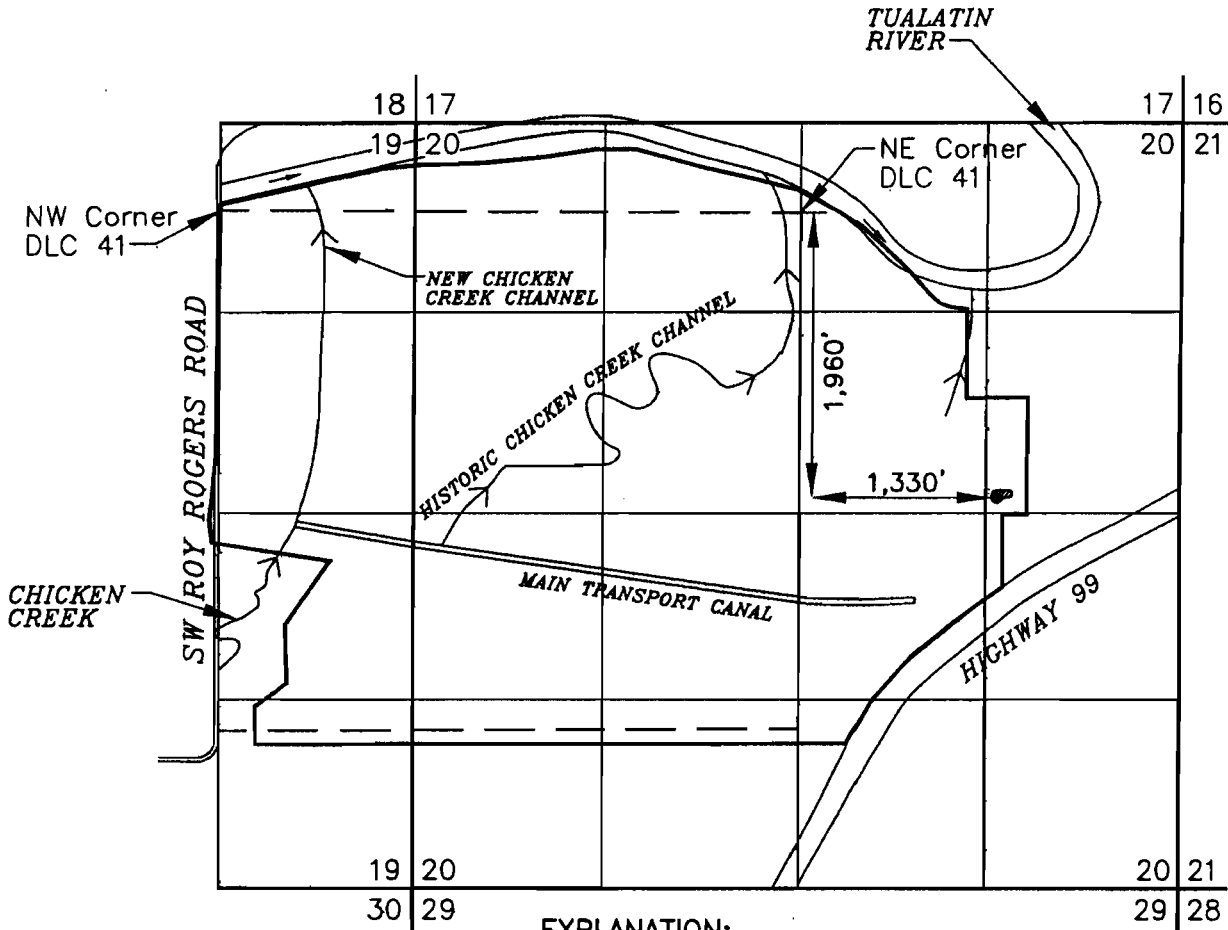 TUALATIN
RIVER
18 17
17 16
19 20
20 21
NE Corner
DLC 41
NW Corner
DLC 41
NEW CHICKEN
CREEK CHANNEL
SW ROY ROGERS ROAD
HISTORIC CHICKEN CREEK CHANNEL
1,960'
1,330'
CHICKEN
CREEK
MAIN TRANSPORT CANAL
HIGHWAY 99
19 20
20 21
30 29
29 28
EXPLANATION: